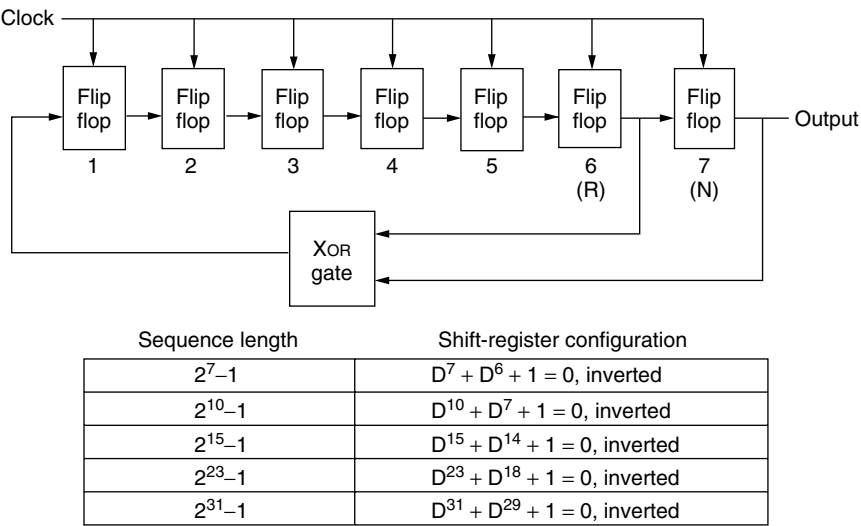 Clock
Flip flop
Flip flop
Flip flop
Flip flop
Flip flop
Flip flop
Flip flop
Output
1 2 3 4 5 6 7
(R) (N)
XOR
gate
Sequence length Shift-register configuration
2⁷–1 D⁷ + D⁶ + 1 = 0, inverted
2¹⁰–1 D¹⁰ + D⁷ + 1 = 0, inverted
2¹⁵–1 D¹⁵ + D¹⁴ + 1 = 0, inverted
2²³–1 D²³ + D¹⁸ + 1 = 0, inverted
2³¹–1 D³¹ + D²⁹ + 1 = 0, inverted